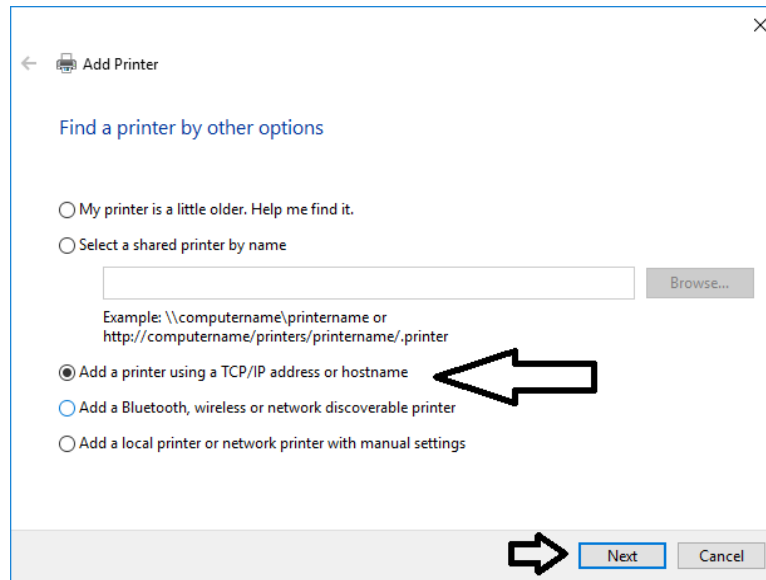 Add Printer
Find a printer by other options
My printer is a little older. Help me find it.
Select a shared printer by name
Browse...
Example: \\computername\printername or
http://computername/printers/printername/.printer
Add a printer using a TCP/IP address or hostname
Add a Bluetooth, wireless or network discoverable printer
Add a local printer or network printer with manual settings
Next Cancel